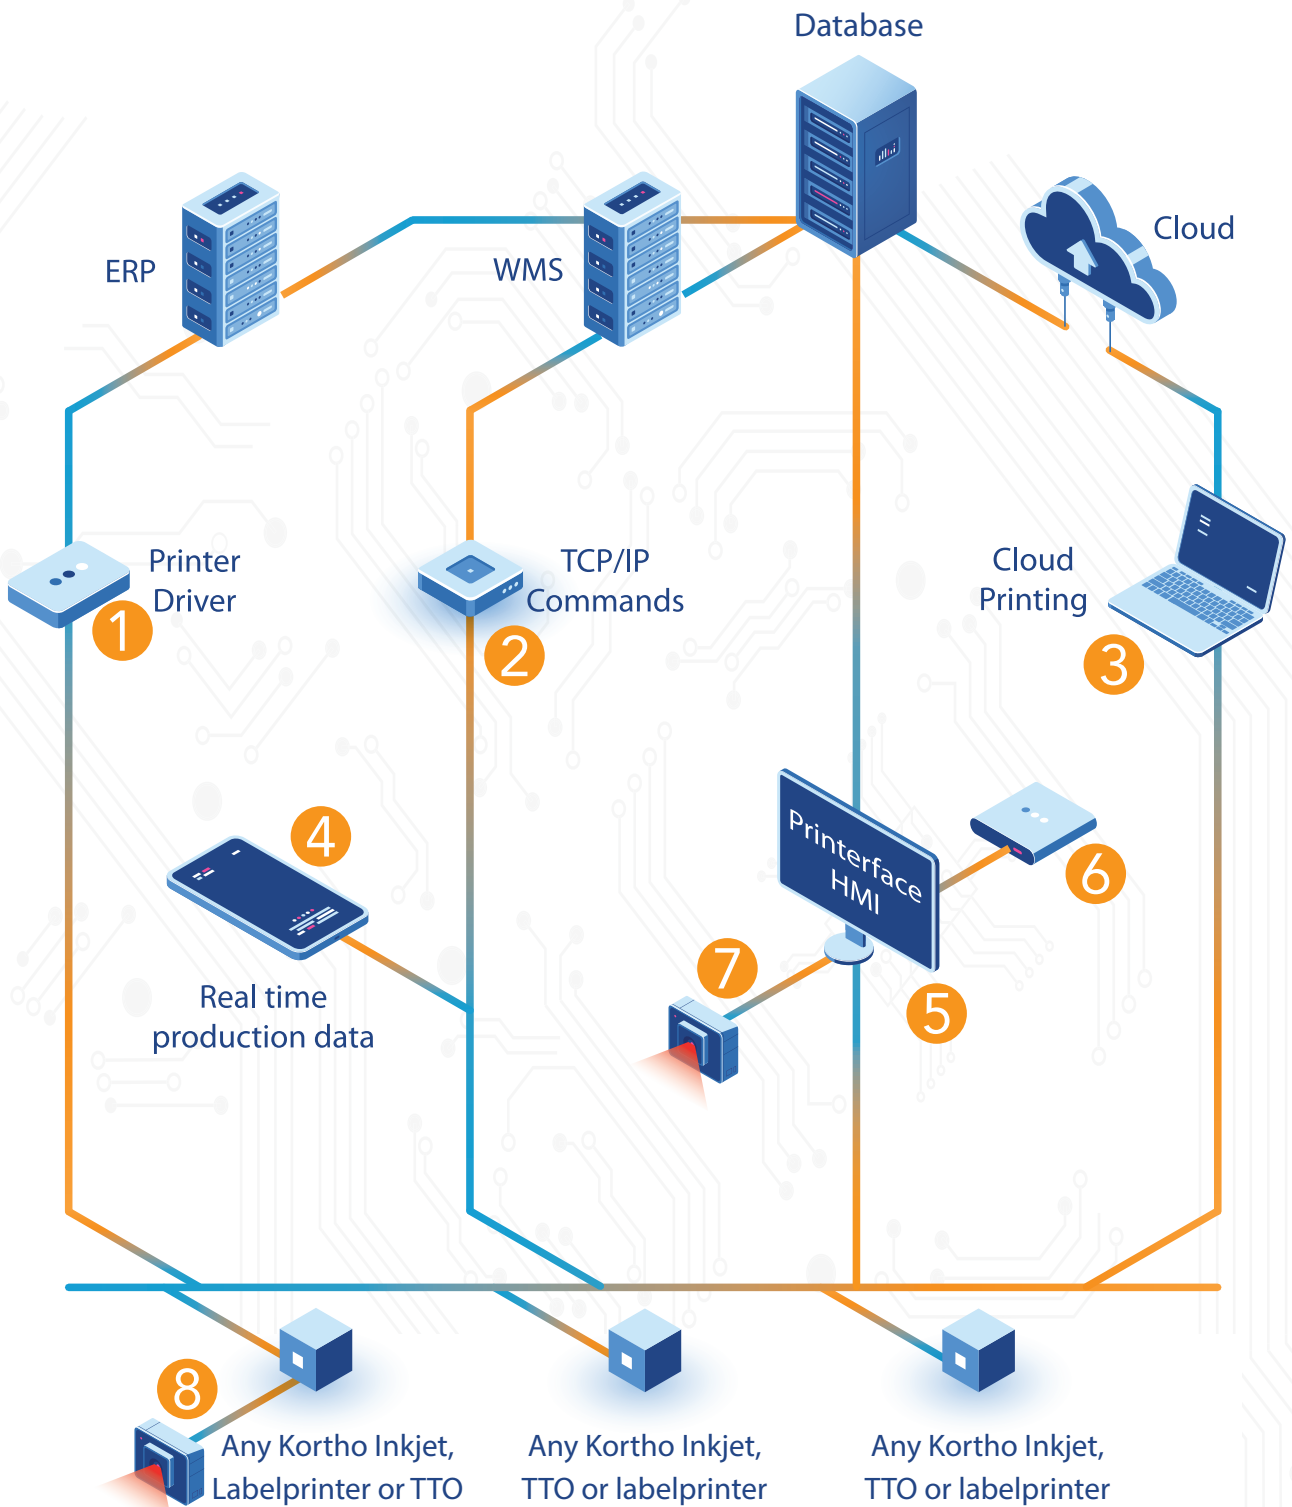 Database
Cloud
ERP
WMS
Printer
Driver
1
TCP/IP
Commands
2
Cloud
Printing
3
4
Real time
production data
Printerface
HMI
5
6
7
8
Any Kortho Inkjet,
Labelprinter or TTO
Any Kortho Inkjet,
TTO or labelprinter
Any Kortho Inkjet,
TTO or labelprinter